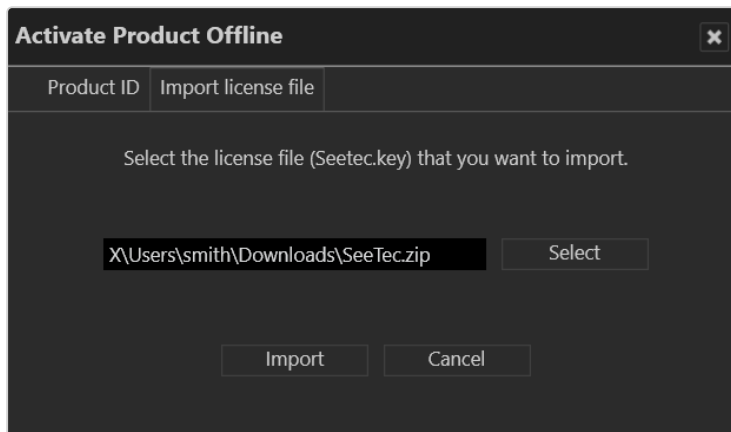 Activate Product Offline
Product ID Import license file
Select the license file (Seetec.key) that you want to import.
X\Users\smith\Downloads\SeeTec.zip Select
Import Cancel